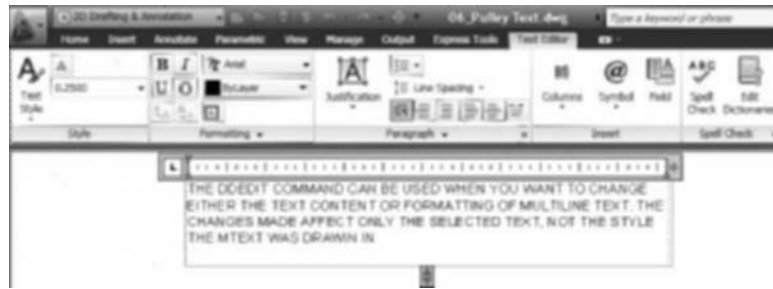 2D Drafting & Annotation 06_Pulley Text.dwg Type a keyword or phrase
Home Insert Annotate Parametric View Manage Output Express Tools Text Editor
A B I Arial A ABC
Text Style 0.2500 U O ByLayer Justification Line Spacing Columns Symbol Field Spell Check Edit Dictionaries
Style Formatting Paragraph Insert Spell Check
THE DDEDIT COMMAND CAN BE USED WHEN YOU WANT TO CHANGE
EITHER THE TEXT CONTENT OR FORMATTING OF MULTILINE TEXT. THE
CHANGES MADE AFFECT ONLY THE SELECTED TEXT, NOT THE STYLE
THE MTEXT WAS DRAWIN IN